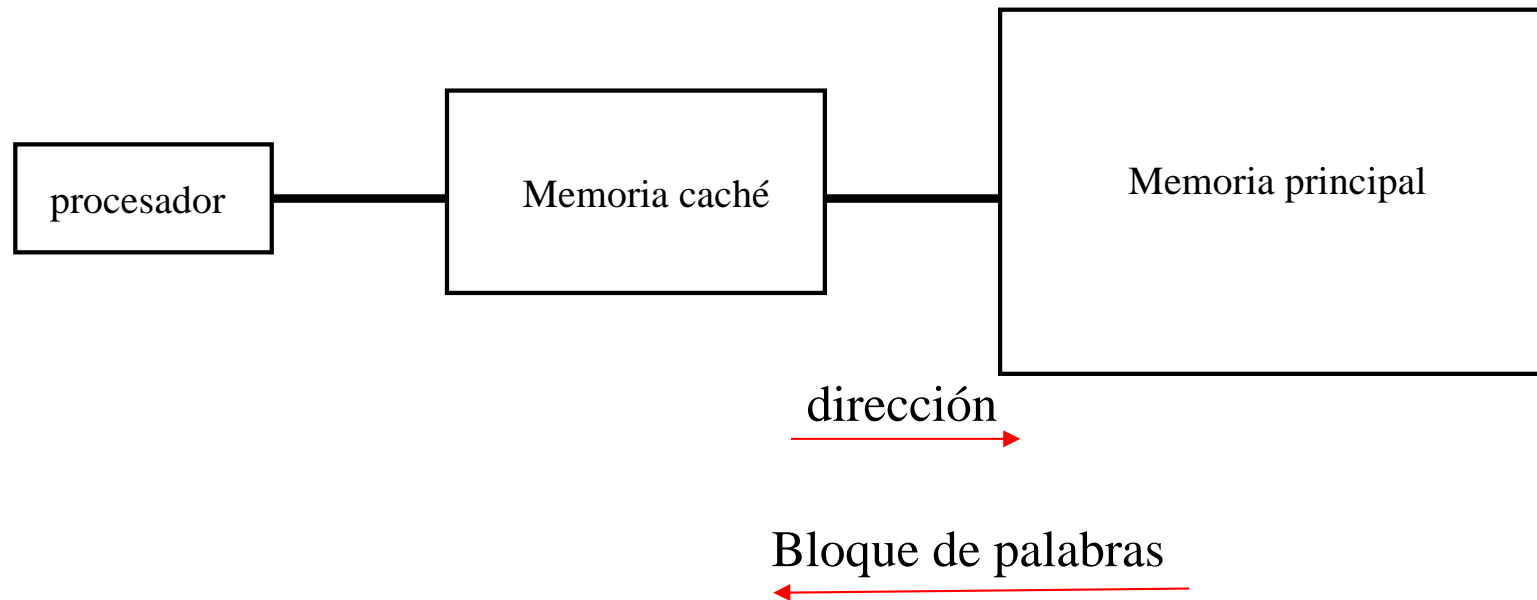 procesador
Memoria caché
Memoria principal
dirección
Bloque de palabras